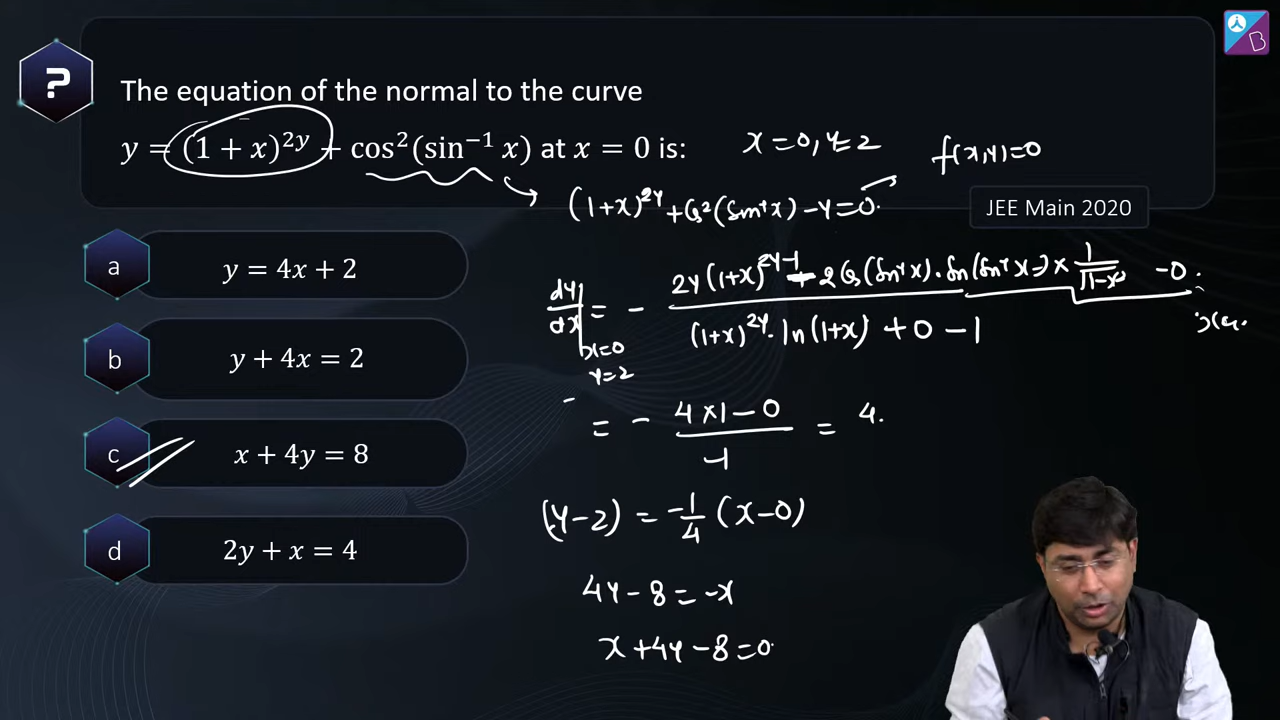 ?
The equation of the normal to the curve
y = (1 + x)^{2y} + cos²(sin⁻¹ x) at x = 0 is:
x = 0, y = 2
f(x,y) = 0
(1+x)^{2y} + cos²(sin⁻¹x) - y = 0.
JEE Main 2020
a
y = 4x + 2
b
y + 4x = 2
c
x + 4y = 8
d
2y + x = 4
dy/dx |x=0 y=2 = - (2y(1+x)^{2y-1} - 2cos(sin⁻¹x).sin(sin⁻¹x) × 1/√(1-x²) - 0) / ((1+x)^{2y}. ln(1+x) + 0 - 1)
= - (4×1 - 0) / -1 = 4.
(y-2) = -1/4 (x-0)
4y - 8 = -x
x + 4y - 8 = 0
B